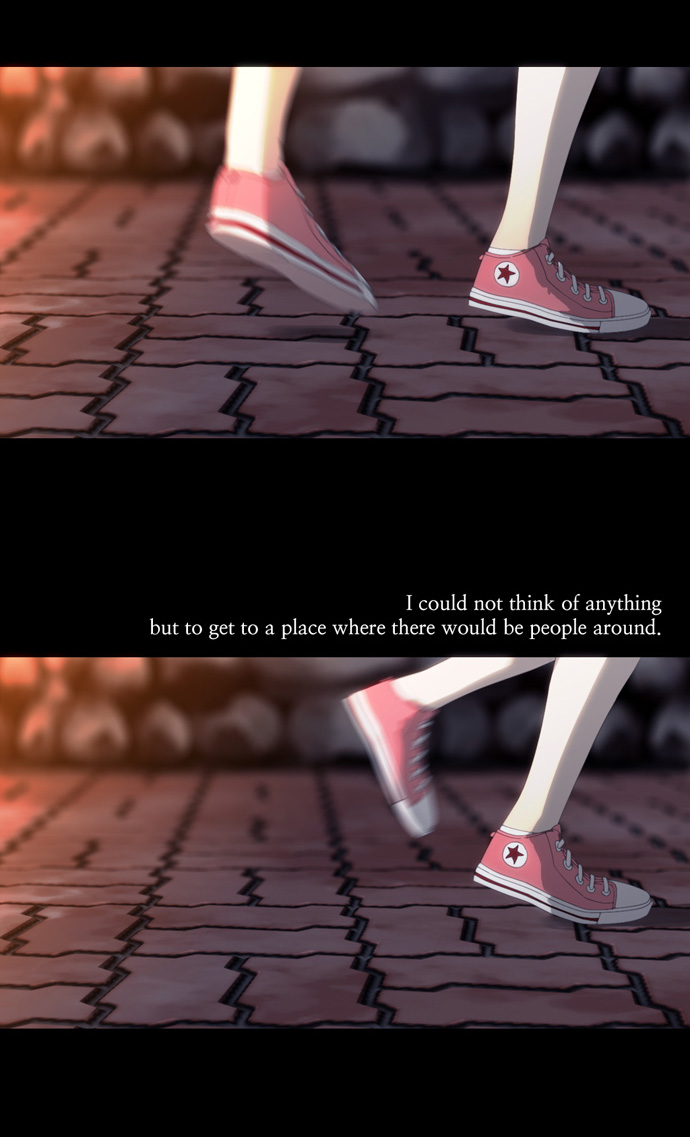 I could not think of anything
but to get to a place where there would be people around.